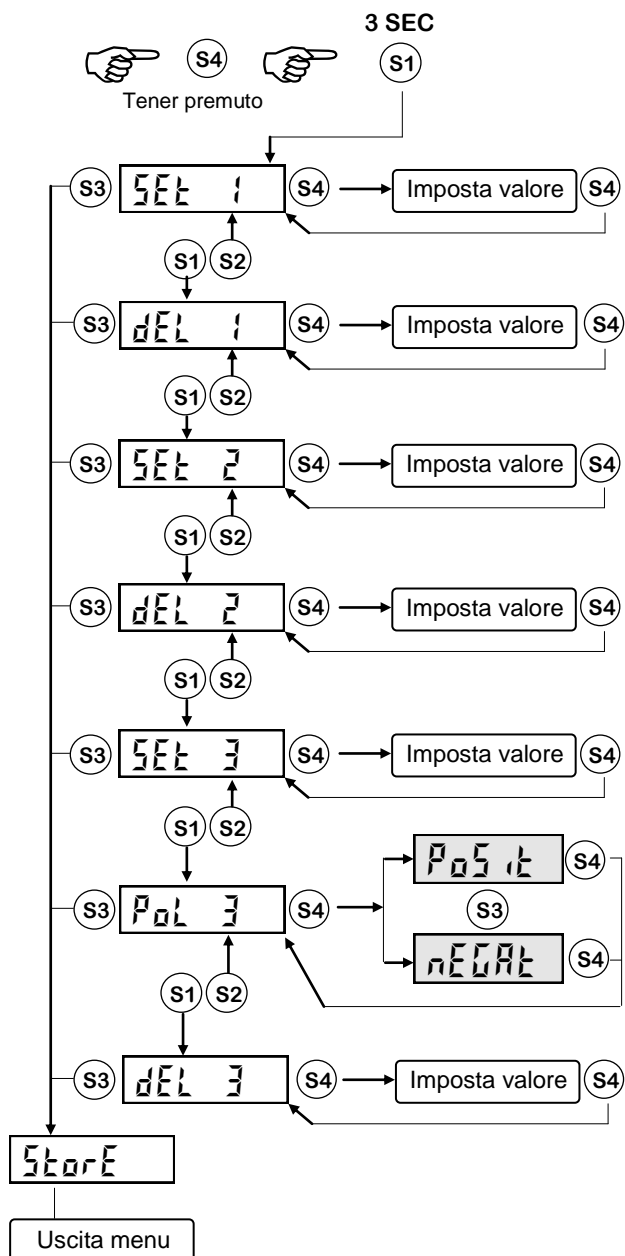 3 SEC
S4 S1
Tener premuto
S3 SEt 1 S4 Imposta valore S4
S1 S2
S3 dEL 1 S4 Imposta valore S4
S1 S2
S3 SEt 2 S4 Imposta valore S4
S1 S2
S3 dEL 2 S4 Imposta valore S4
S1 S2
S3 SEt 3 S4 Imposta valore S4
S1 S2
PoSit S4
S3 PoL 3 S4 S3
nEGAt S4
S1 S2
S3 dEL 3 S4 Imposta valore S4
StorE
Uscita menu